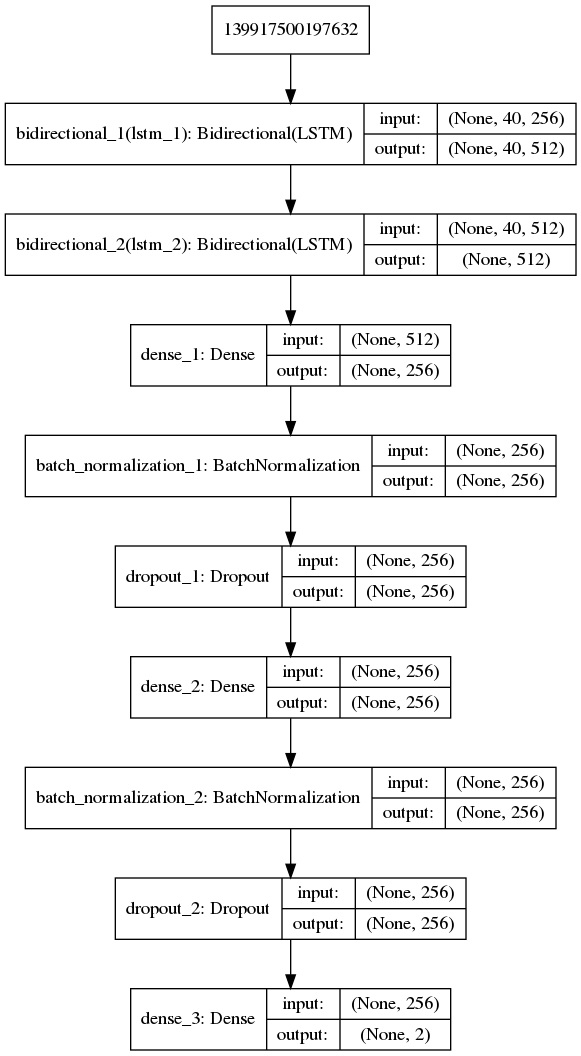 139917500197632
bidirectional_1(lstm_1): Bidirectional(LSTM)
input: (None, 40, 256)
output: (None, 40, 512)
bidirectional_2(lstm_2): Bidirectional(LSTM)
input: (None, 40, 512)
output: (None, 512)
dense_1: Dense
input: (None, 512)
output: (None, 256)
batch_normalization_1: BatchNormalization
input: (None, 256)
output: (None, 256)
dropout_1: Dropout
input: (None, 256)
output: (None, 256)
dense_2: Dense
input: (None, 256)
output: (None, 256)
batch_normalization_2: BatchNormalization
input: (None, 256)
output: (None, 256)
dropout_2: Dropout
input: (None, 256)
output: (None, 256)
dense_3: Dense
input: (None, 256)
output: (None, 2)